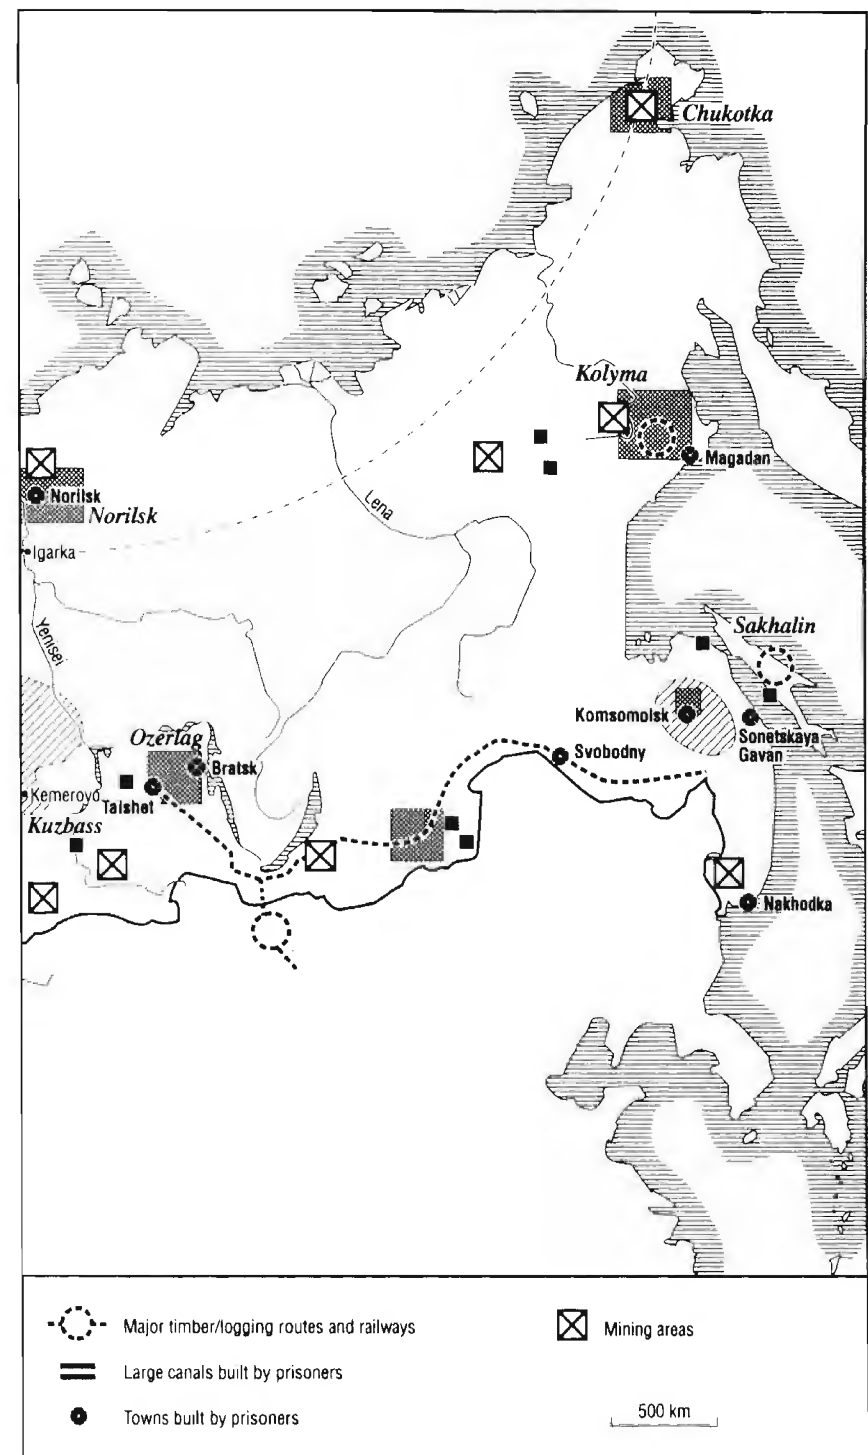 Chukotka
Kolyma
Magadan
Norilsk
Norilsk
Lena
Igarka
Yenisei
Sakhalin
Komsomolsk
Sonetskaya
Gavan
Ozerlag
Svobodny
Bratsk
Kemerovo
Taishet
Kuzbass
Nakhodka
Major timber/logging routes and railways
Mining areas
Large canals built by prisoners
Towns built by prisoners
500 km